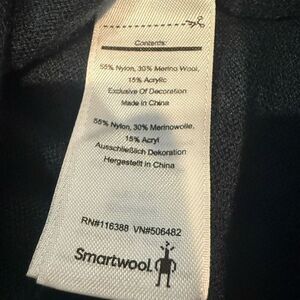 Contents:
55% Nylon, 30% Merino Wool,
15% Acrylic
Exclusive Of Decoration
Made in China
55% Nylon, 30% Merinowolle,
15% Acryl
Ausschließlich Dekoration
Hergestellt in China
RN#116388 VN#506482
Smartwool